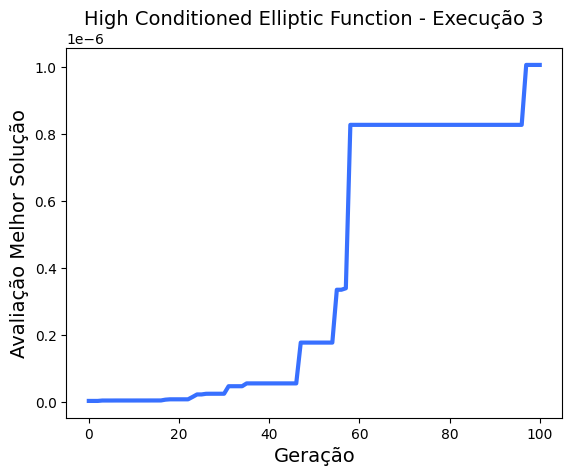 High Conditioned Elliptic Function - Execução 3
1e−6
1.0
0.8
0.6
0.4
0.2
0.0
Avaliação Melhor Solução
0 20 40 60 80 100
Geração